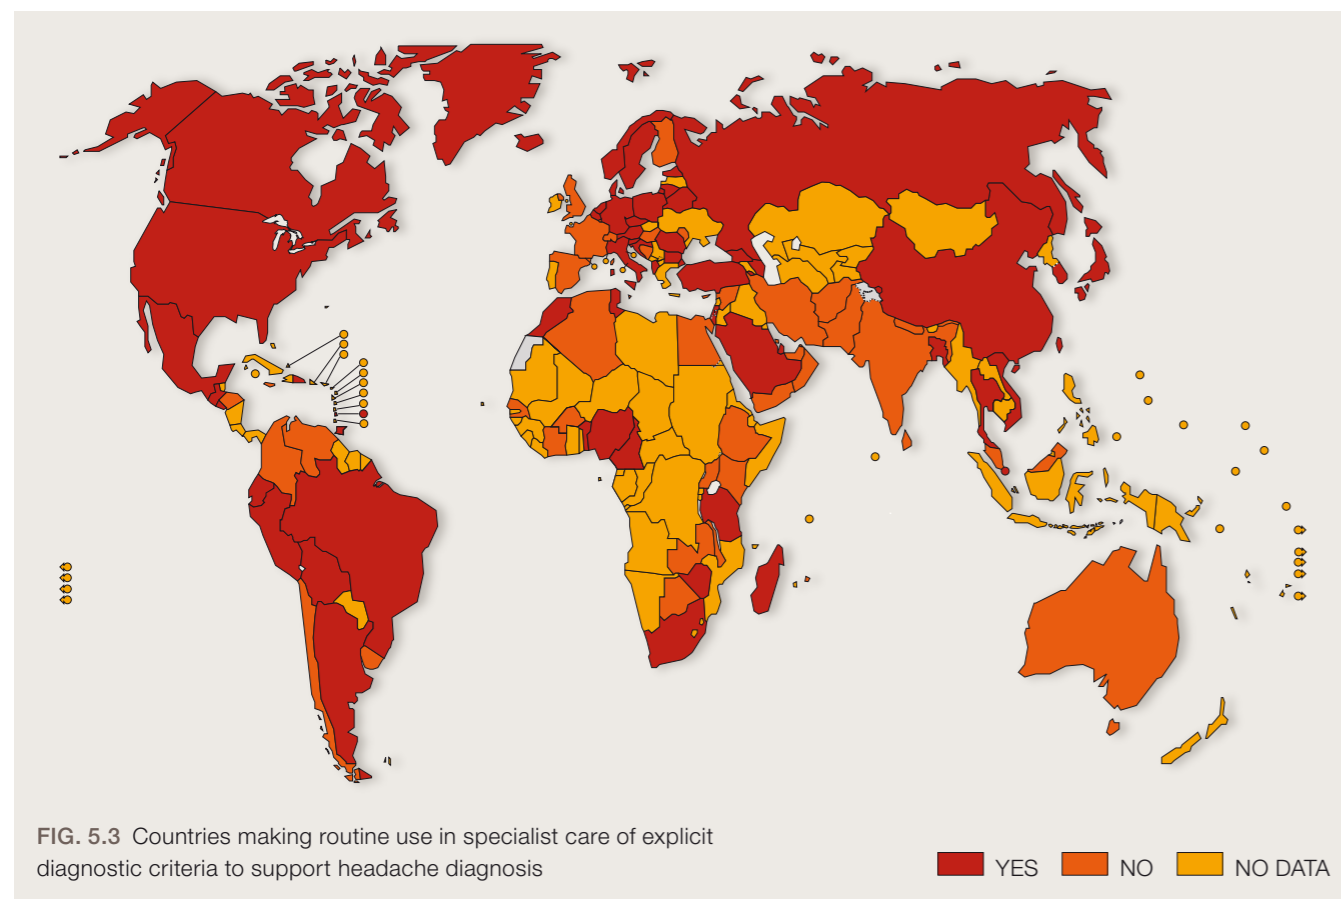 FIG. 5.3 Countries making routine use in specialist care of explicit
diagnostic criteria to support headache diagnosis
YES NO NO DATA